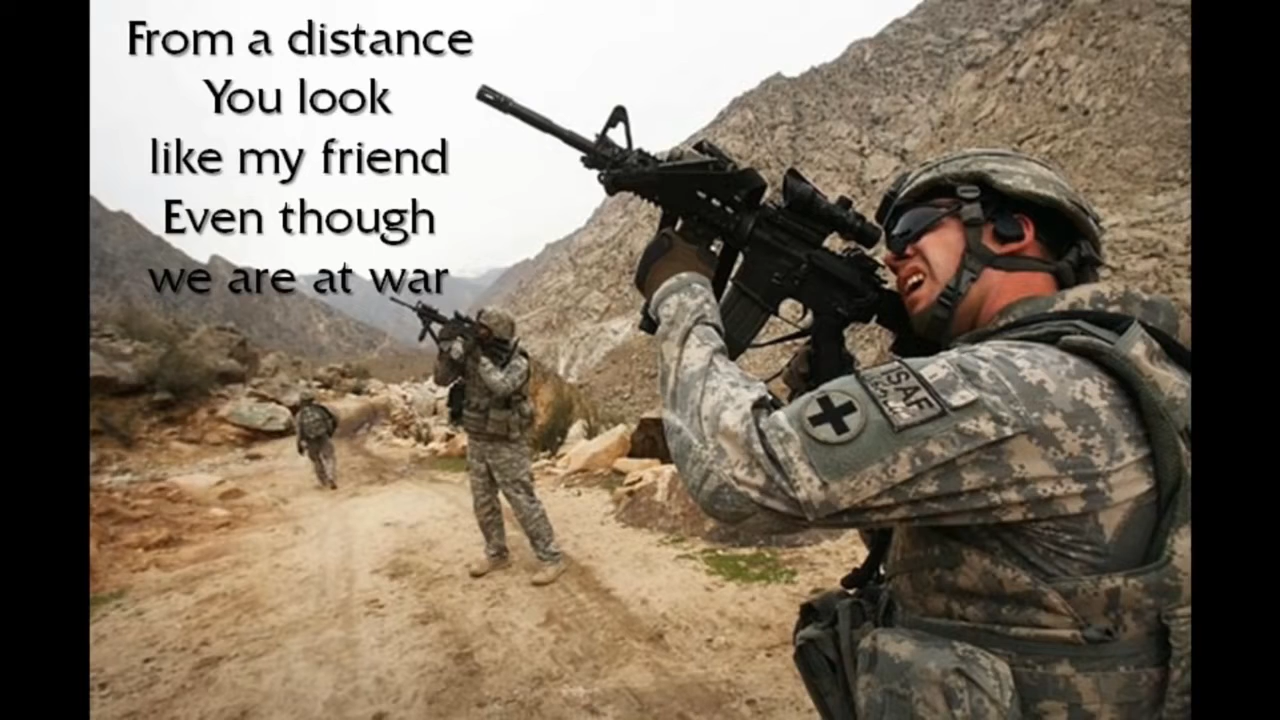 From a distance
You look
like my friend
Even though
we are at war
ISAF